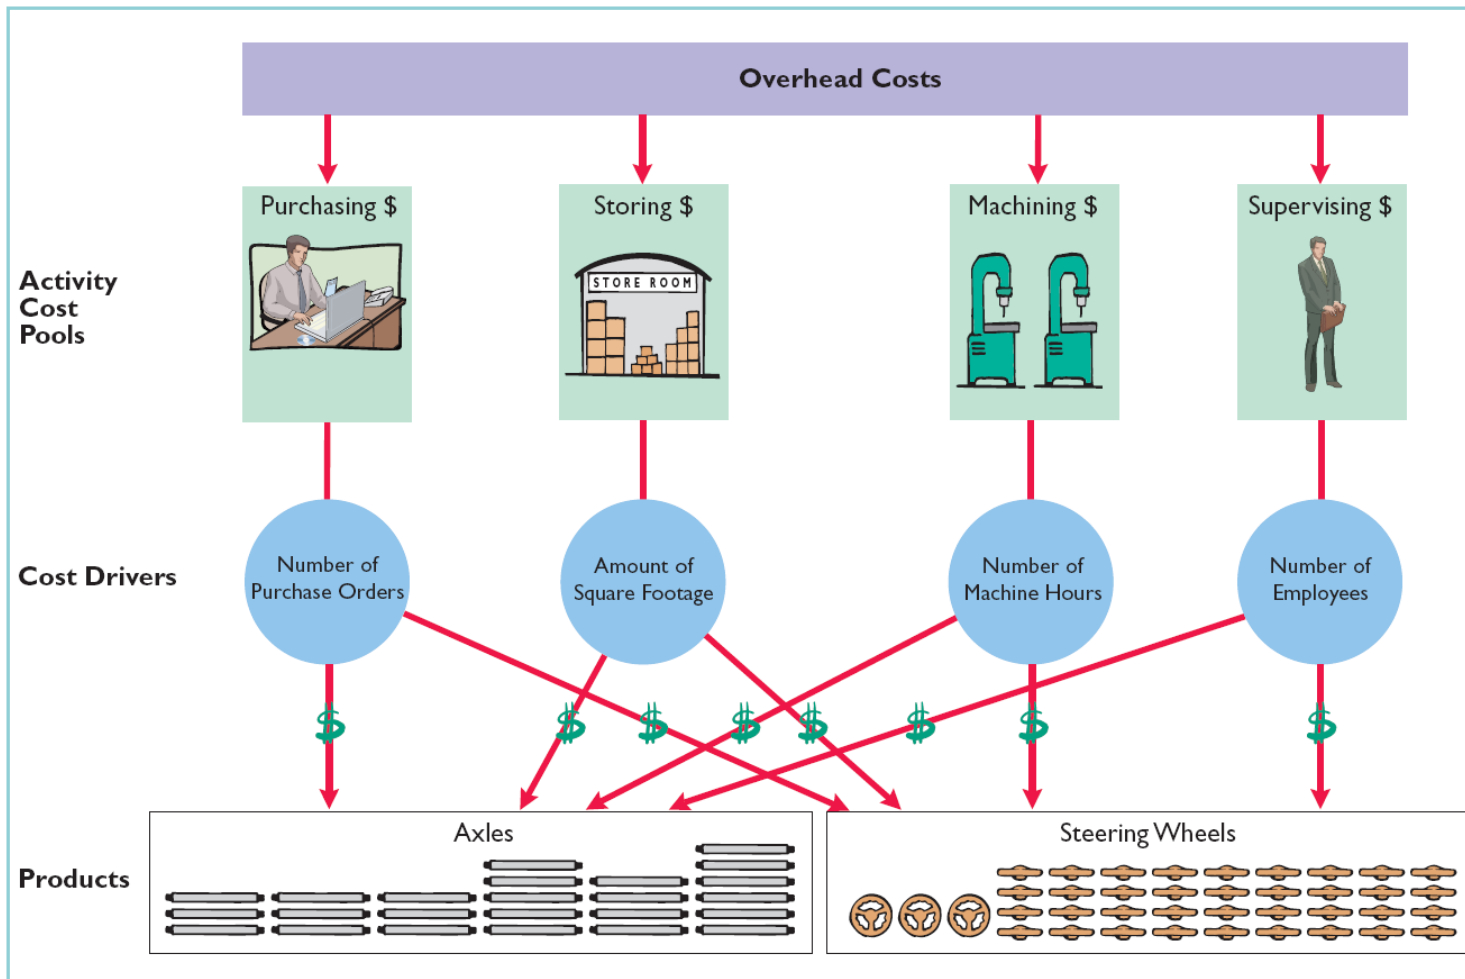 Overhead Costs
Purchasing $
Storing $
Machining $
Supervising $
Activity
Cost
Pools
STORE ROOM
Cost Drivers
Number of
Purchase Orders
Amount of
Square Footage
Number of
Machine Hours
Number of
Employees
$ $ $ $ $ $ $ $
Products
Axles
Steering Wheels